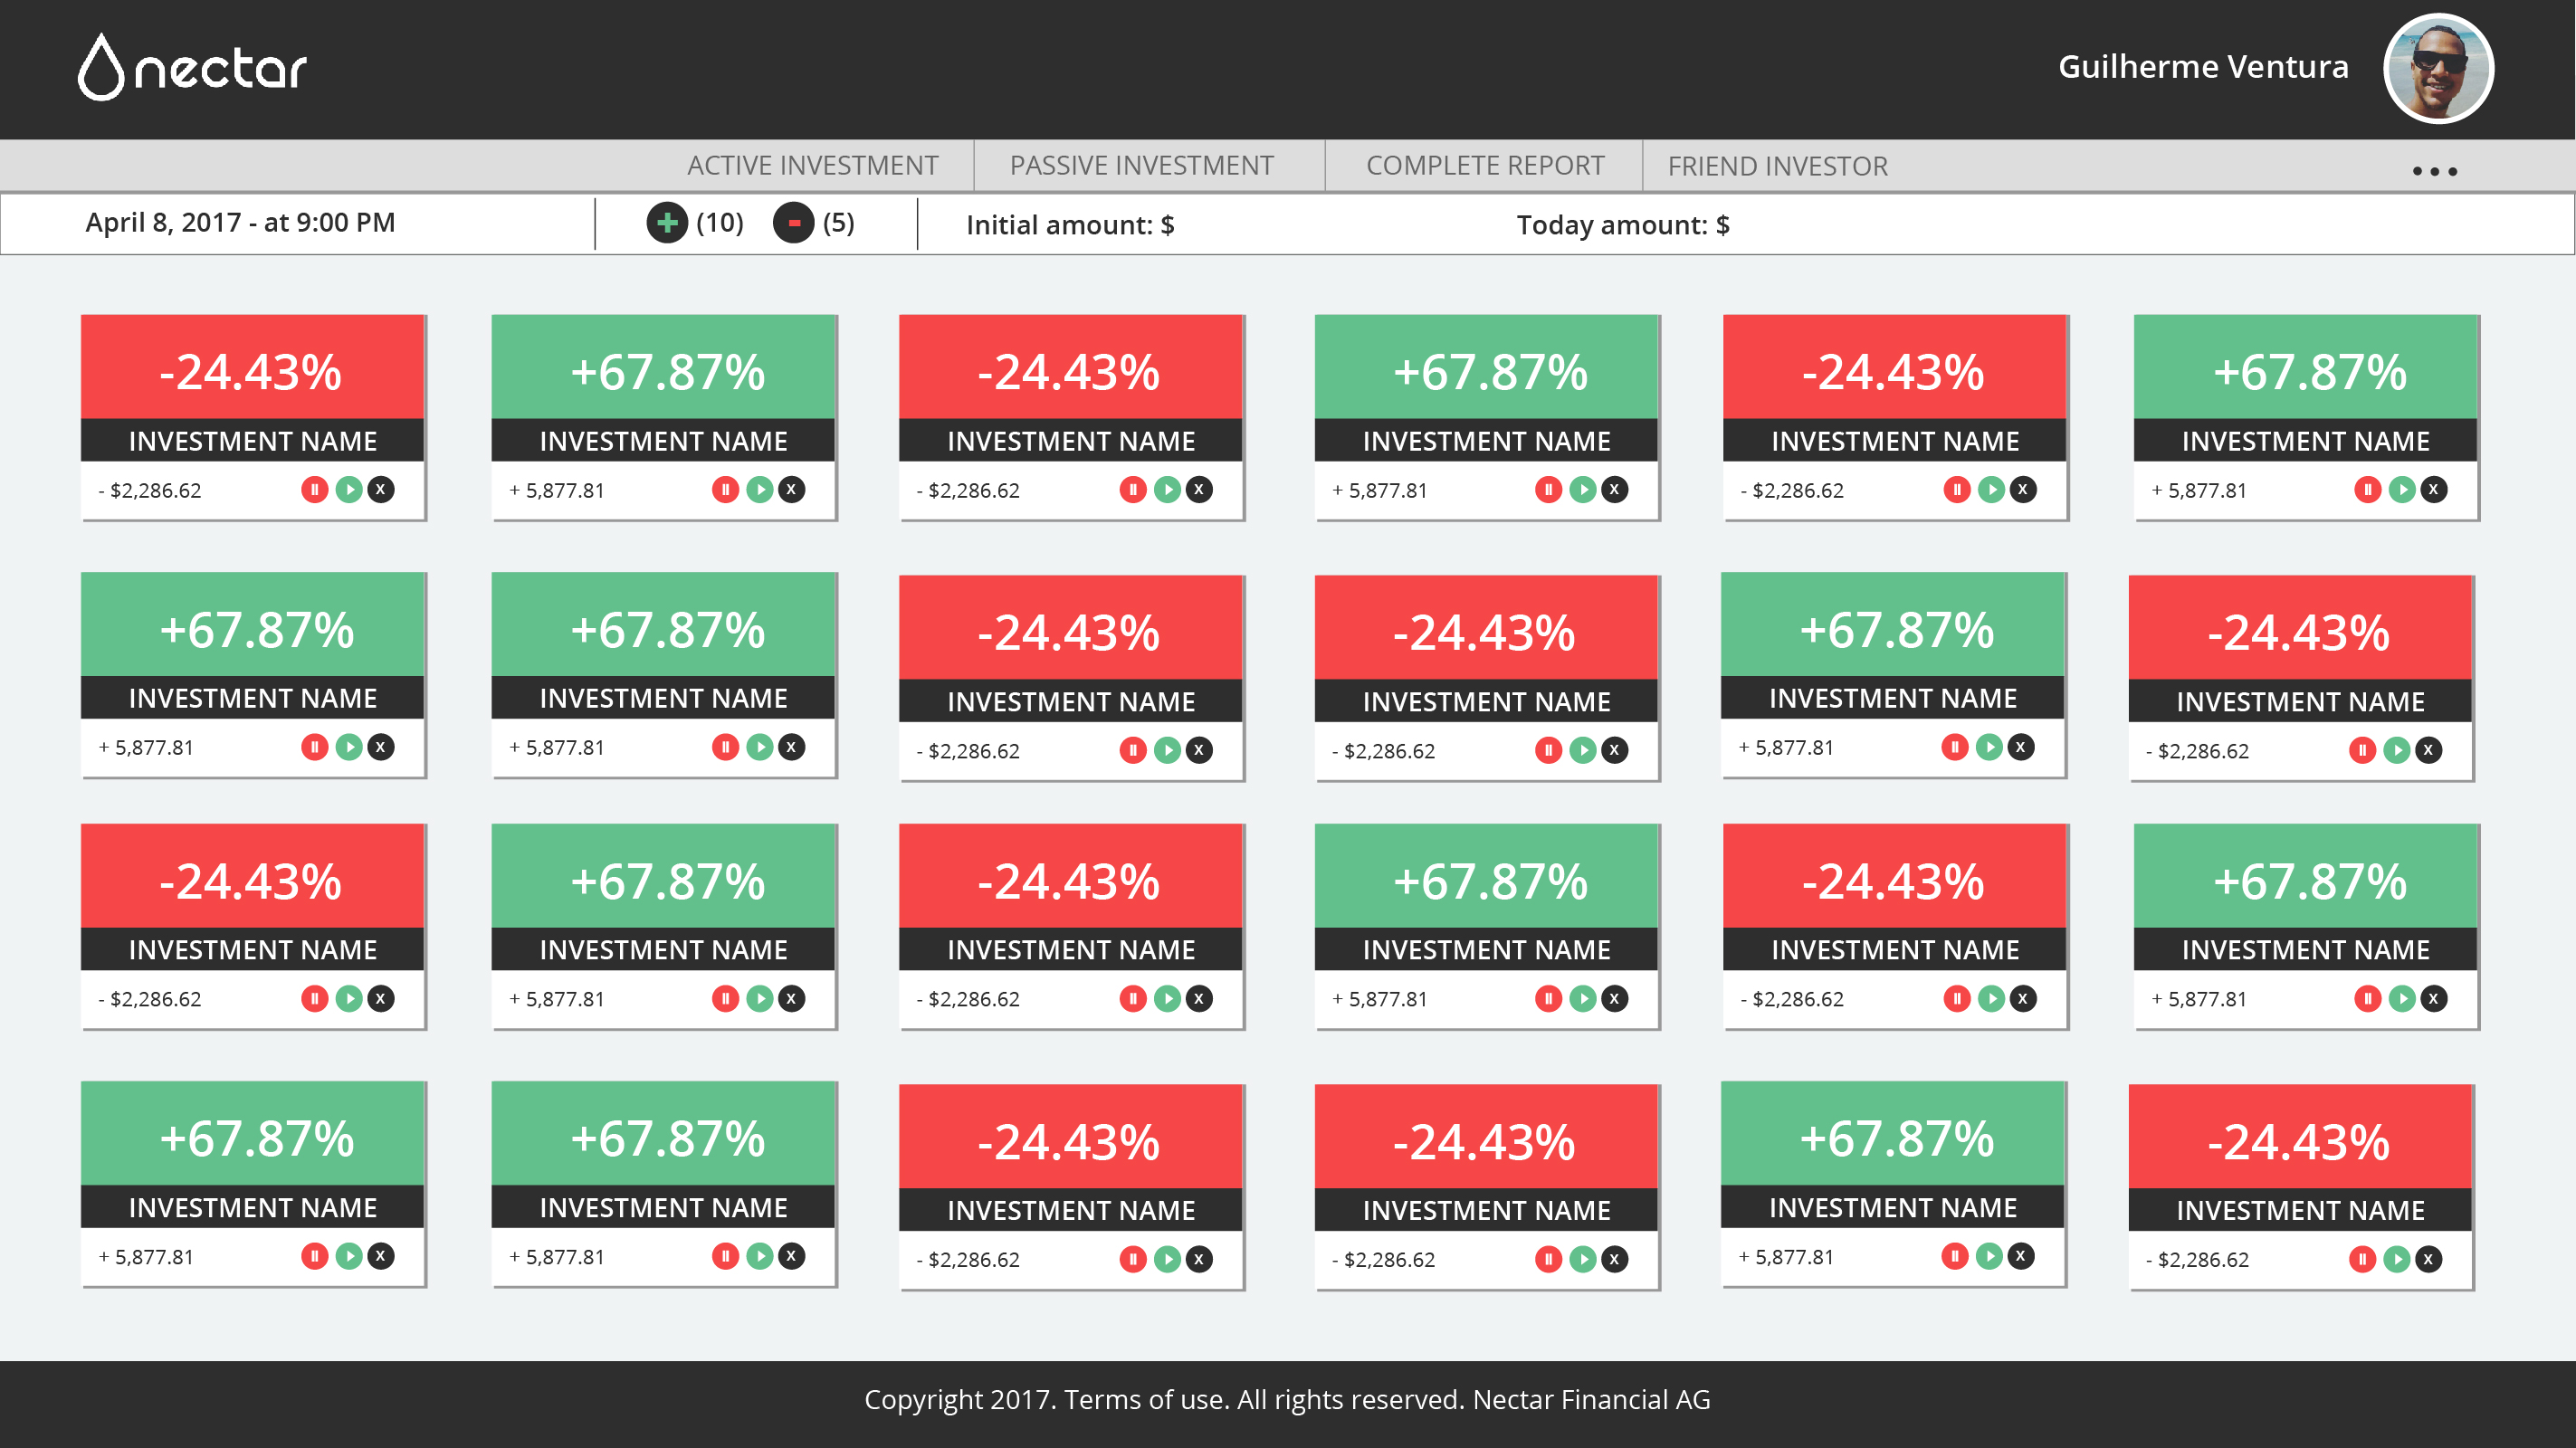 nectar
Guilherme Ventura
ACTIVE INVESTMENT PASSIVE INVESTMENT COMPLETE REPORT FRIEND INVESTOR ...
April 8, 2017 - at 9:00 PM + (10) - (5) Initial amount: $ Today amount: $
-24.43% +67.87% -24.43% +67.87% -24.43% +67.87%
INVESTMENT NAME INVESTMENT NAME INVESTMENT NAME INVESTMENT NAME INVESTMENT NAME INVESTMENT NAME
- $2,286.62 X + 5,877.81 X - $2,286.62 X + 5,877.81 X - $2,286.62 X + 5,877.81 X
+67.87% +67.87% -24.43% -24.43% +67.87% -24.43%
INVESTMENT NAME INVESTMENT NAME INVESTMENT NAME INVESTMENT NAME INVESTMENT NAME INVESTMENT NAME
+ 5,877.81 X + 5,877.81 X - $2,286.62 X - $2,286.62 X + 5,877.81 X - $2,286.62 X
-24.43% +67.87% -24.43% +67.87% -24.43% +67.87%
INVESTMENT NAME INVESTMENT NAME INVESTMENT NAME INVESTMENT NAME INVESTMENT NAME INVESTMENT NAME
- $2,286.62 X + 5,877.81 X - $2,286.62 X + 5,877.81 X - $2,286.62 X + 5,877.81 X
+67.87% +67.87% -24.43% -24.43% +67.87% -24.43%
INVESTMENT NAME INVESTMENT NAME INVESTMENT NAME INVESTMENT NAME INVESTMENT NAME INVESTMENT NAME
+ 5,877.81 X + 5,877.81 X - $2,286.62 X - $2,286.62 X + 5,877.81 X - $2,286.62 X
Copyright 2017. Terms of use. All rights reserved. Nectar Financial AG